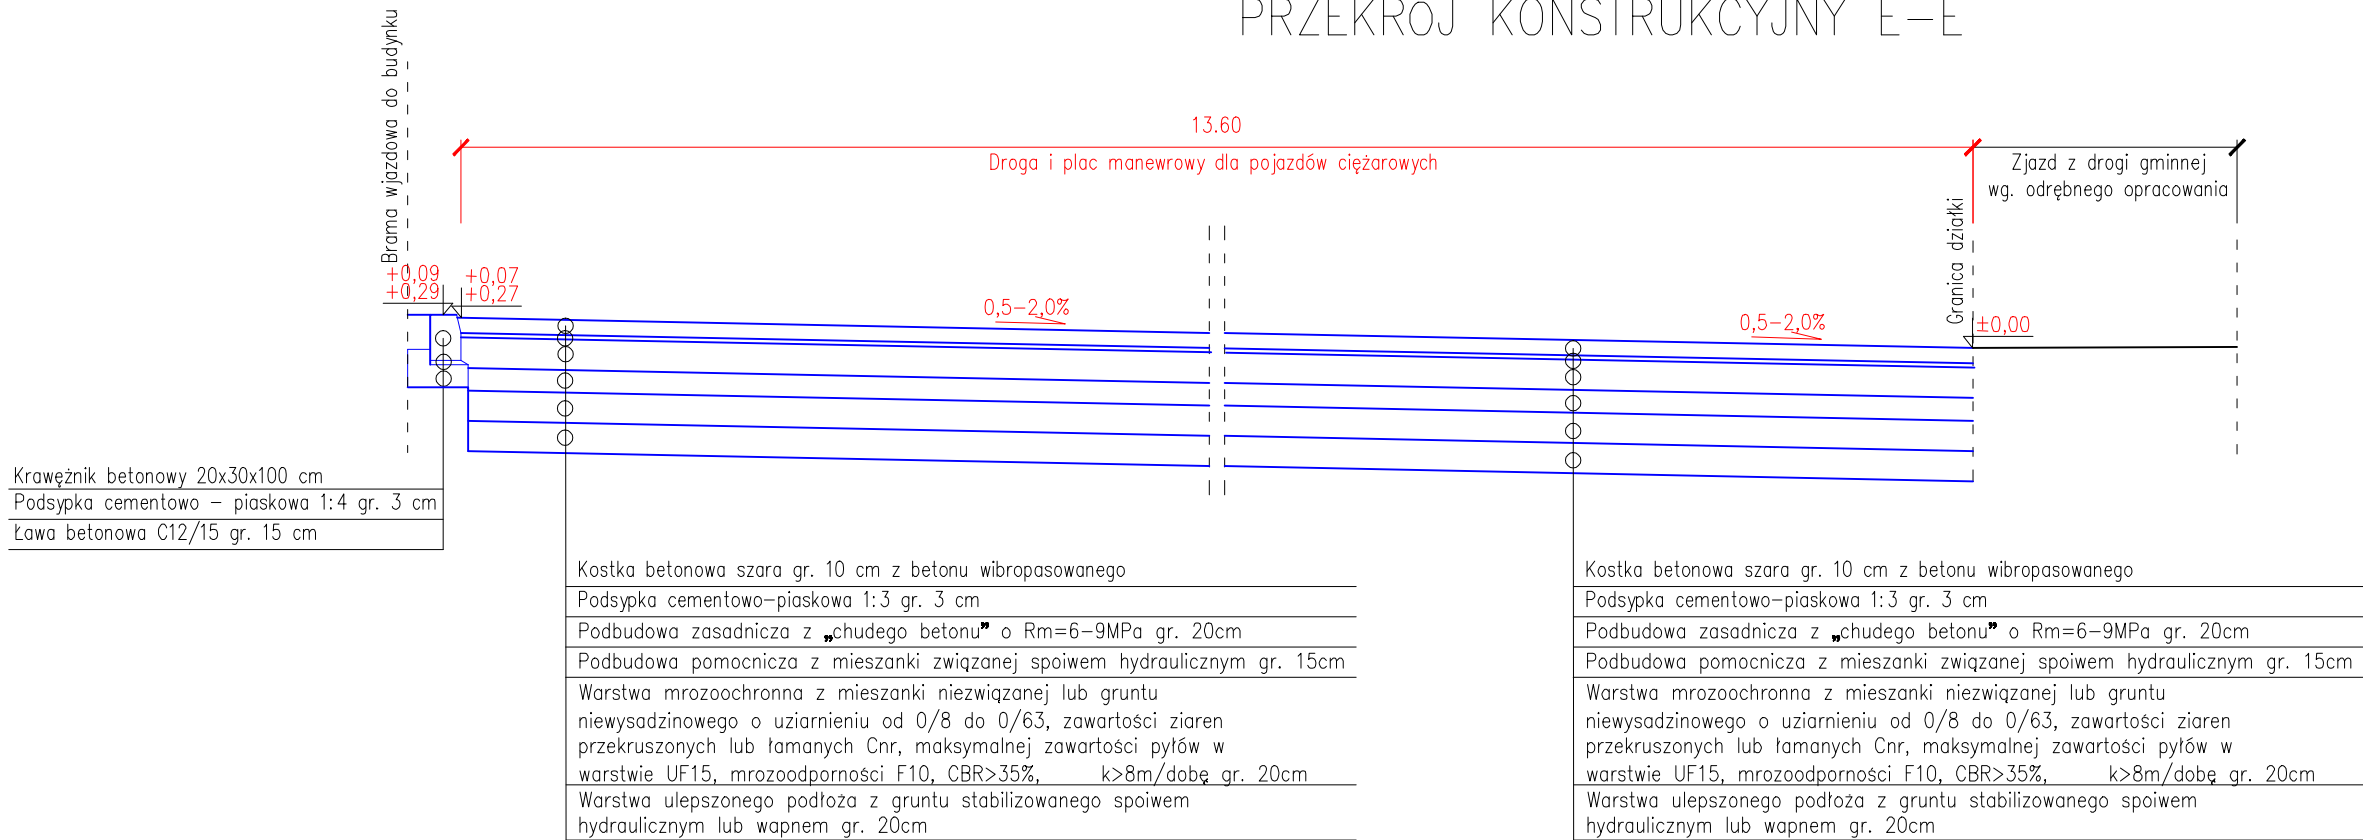 PRZEKRÓJ KONSTRUKCYJNY E–E
Brama wjazdowa do budynku
13.60
Droga i plac manewrowy dla pojazdów ciężarowych
Zjazd z drogi gminnej
wg. odrębnego opracowania
Granica działki
+0,09
+0,29
+0,07
+0,27
0,5–2,0%
0,5–2,0%
±0,00
Krawężnik betonowy 20x30x100 cm
Podsypka cementowo – piaskowa 1:4 gr. 3 cm
Ława betonowa C12/15 gr. 15 cm
Kostka betonowa szara gr. 10 cm z betonu wibropasowanego
Podsypka cementowo–piaskowa 1:3 gr. 3 cm
Podbudowa zasadnicza z „chudego betonu” o Rm=6–9MPa gr. 20cm
Podbudowa pomocnicza z mieszanki związanej spoiwem hydraulicznym gr. 15cm
Warstwa mrozoochronna z mieszanki niezwiązanej lub gruntu
niewysadzinowego o uziarnieniu od 0/8 do 0/63, zawartości ziaren
przekruszonych lub łamanych Cnr, maksymalnej zawartości pyłów w
warstwie UF15, mrozoodporności F10, CBR>35%, k>8m/dobę gr. 20cm
Warstwa ulepszonego podłoża z gruntu stabilizowanego spoiwem
hydraulicznym lub wapnem gr. 20cm
Kostka betonowa szara gr. 10 cm z betonu wibropasowanego
Podsypka cementowo–piaskowa 1:3 gr. 3 cm
Podbudowa zasadnicza z „chudego betonu” o Rm=6–9MPa gr. 20cm
Podbudowa pomocnicza z mieszanki związanej spoiwem hydraulicznym gr. 15cm
Warstwa mrozoochronna z mieszanki niezwiązanej lub gruntu
niewysadzinowego o uziarnieniu od 0/8 do 0/63, zawartości ziaren
przekruszonych lub łamanych Cnr, maksymalnej zawartości pyłów w
warstwie UF15, mrozoodporności F10, CBR>35%, k>8m/dobę gr. 20cm
Warstwa ulepszonego podłoża z gruntu stabilizowanego spoiwem
hydraulicznym lub wapnem gr. 20cm